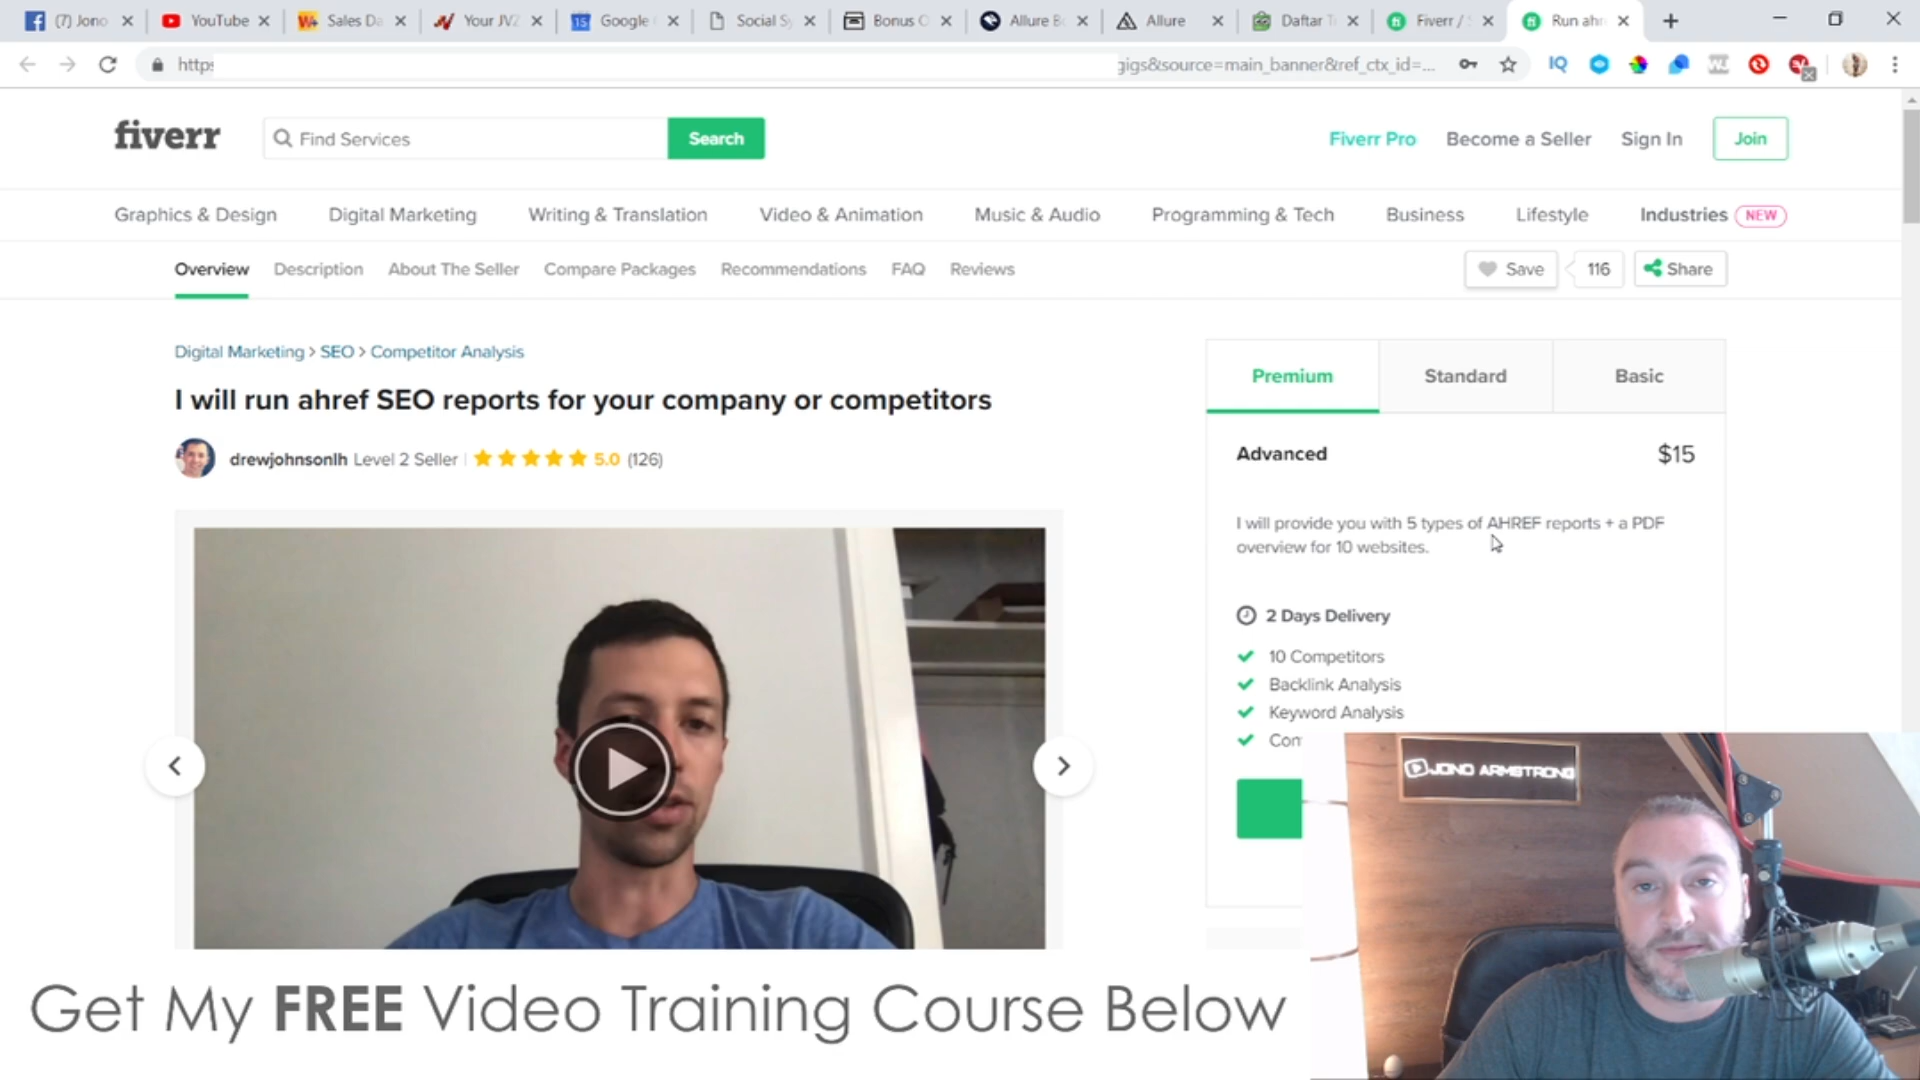 (7) Jono
YouTube
Sales Da
Your JVZ
Google
Social Sy
Bonus O
Allure Bo
Allure
Daftar T
Fiverr / S
Run ahr
https
gigs&source=main_banner&ref_ctx_id=...
fiverr
Find Services
Search
Fiverr Pro
Become a Seller
Sign In
Join
Graphics & Design
Digital Marketing
Writing & Translation
Video & Animation
Music & Audio
Programming & Tech
Business
Lifestyle
Industries NEW
Overview
Description
About The Seller
Compare Packages
Recommendations
FAQ
Reviews
Save
116
Share
Digital Marketing > SEO > Competitor Analysis
I will run ahref SEO reports for your company or competitors
drewjohnsonlh Level 2 Seller 5.0 (126)
Premium
Standard
Basic
Advanced
$15
I will provide you with 5 types of AHREF reports + a PDF
overview for 10 websites.
2 Days Delivery
10 Competitors
Backlink Analysis
Keyword Analysis
Con
JONO ARMSTRONG
Get My FREE Video Training Course Below